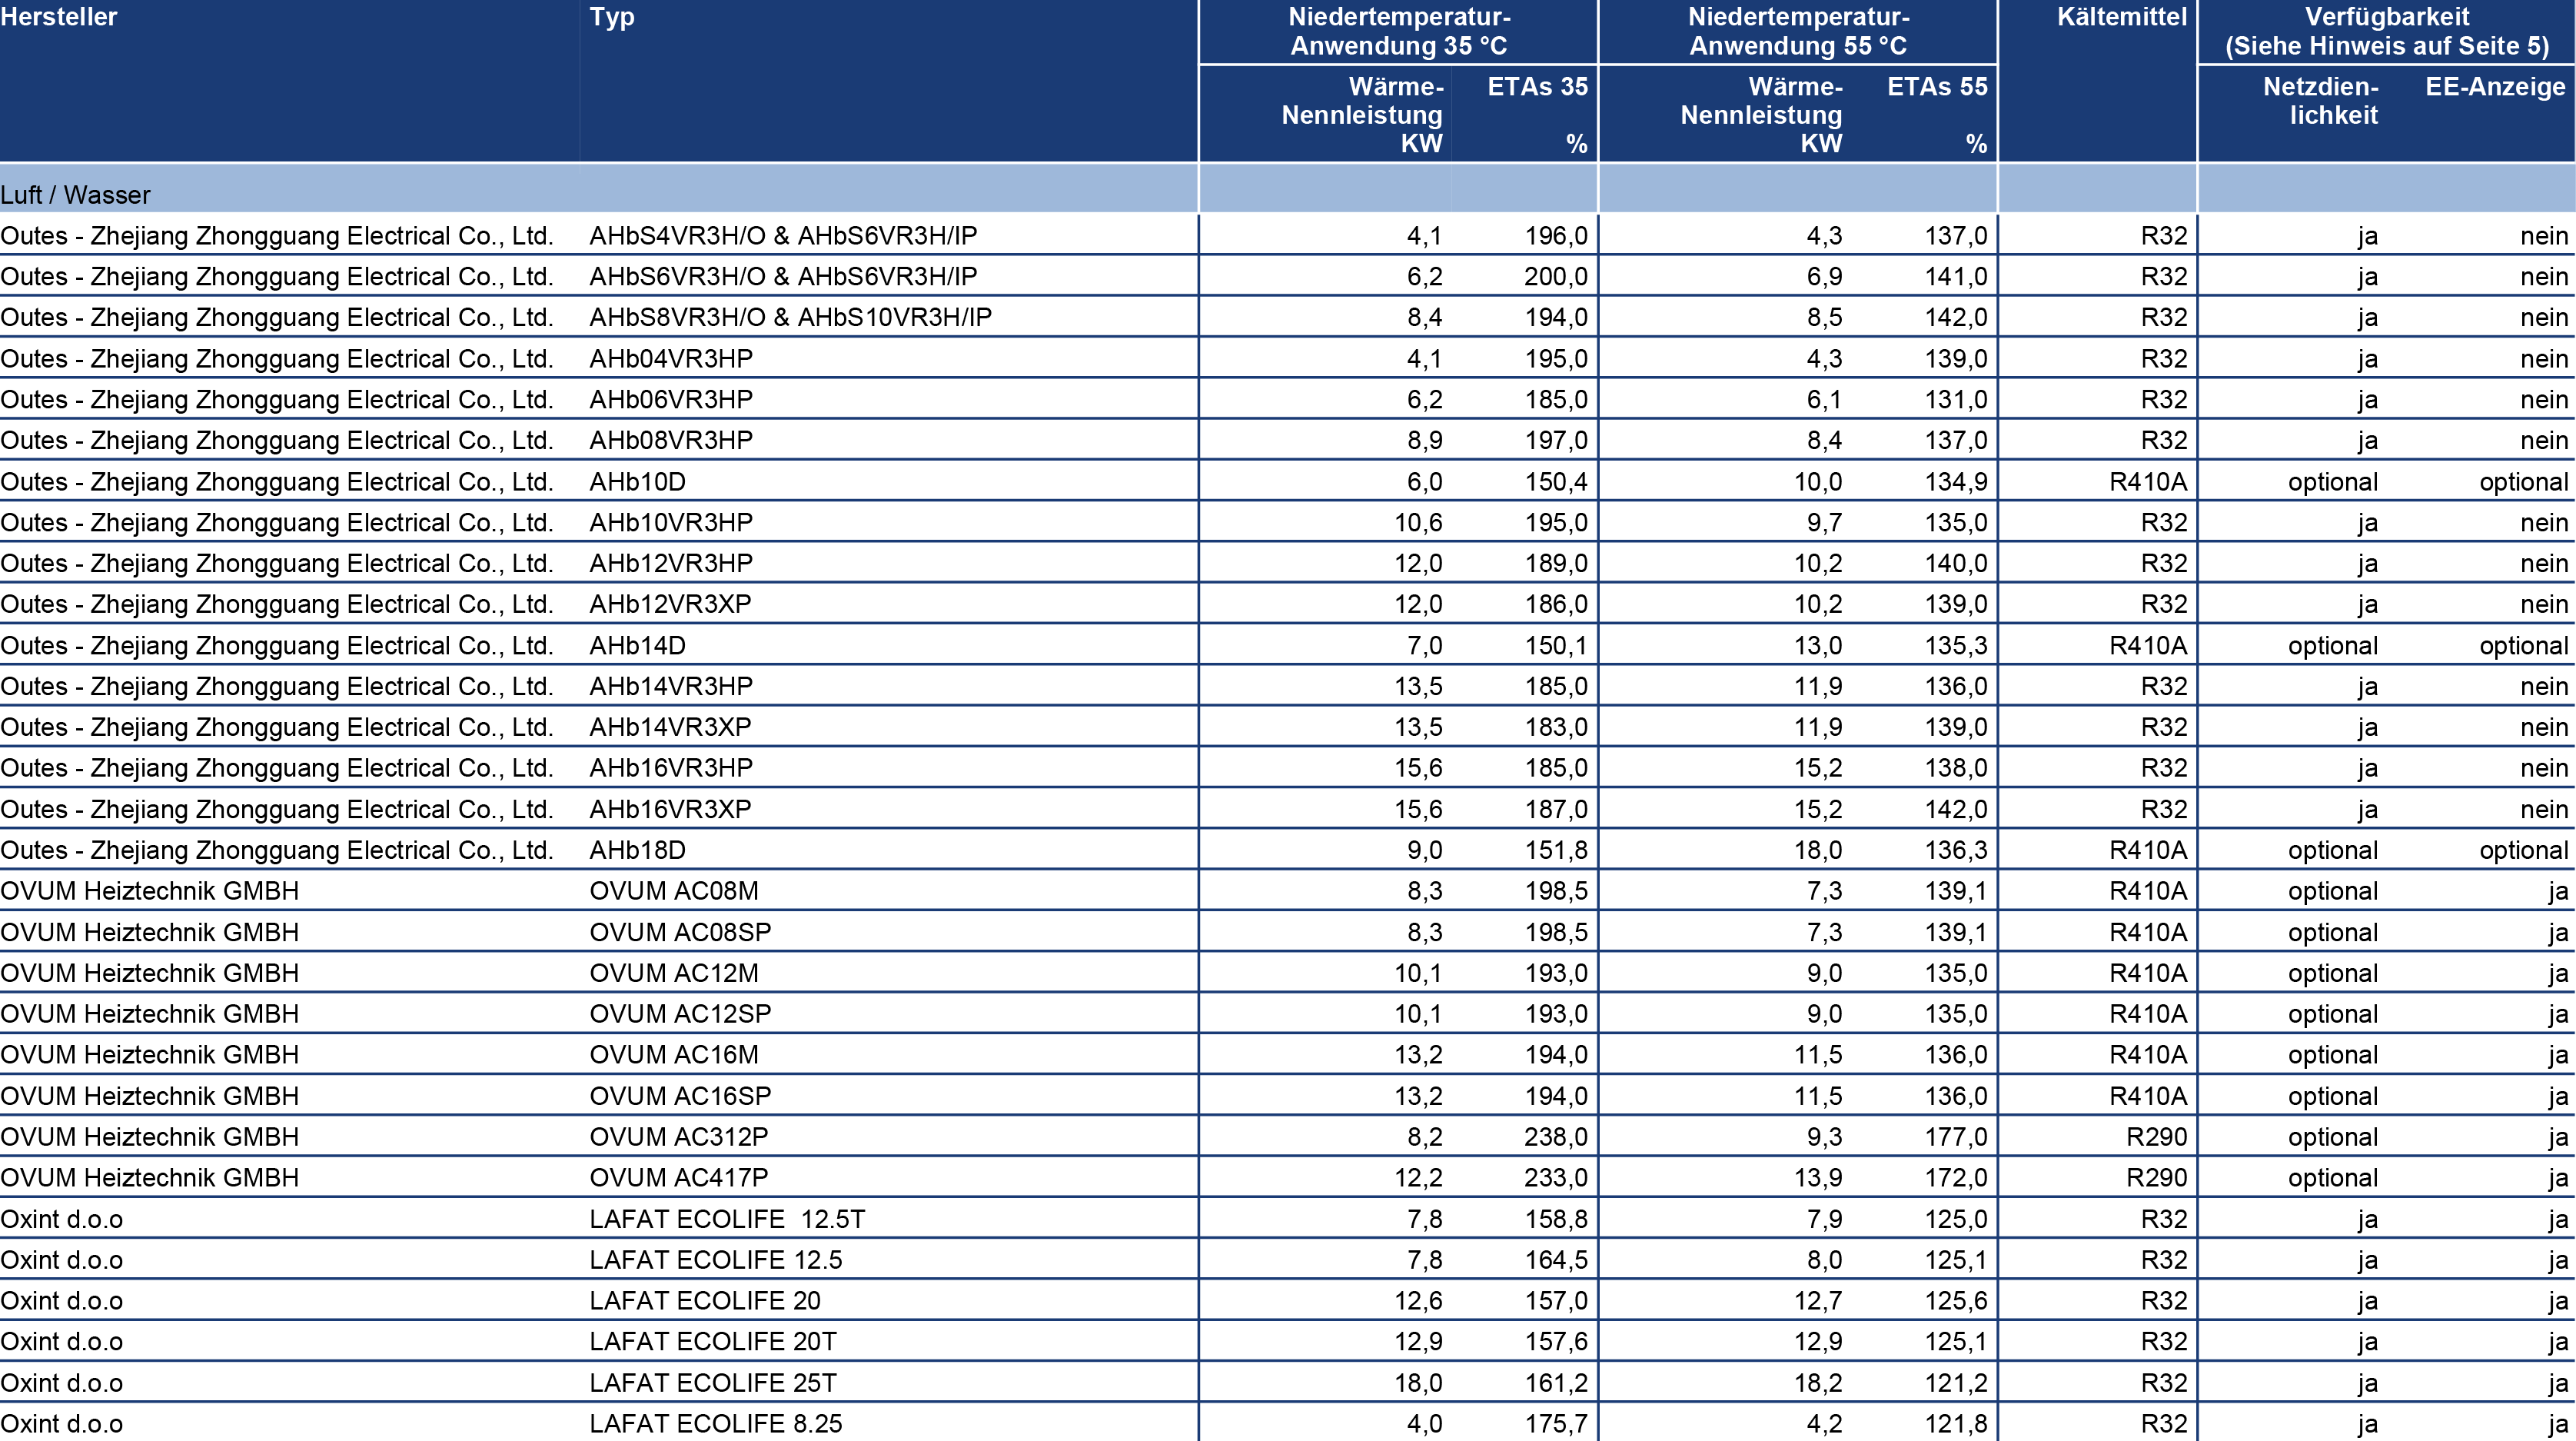 Hersteller Typ Niedertemperatur- Niedertemperatur- Kältemittel Verfügbarkeit
Anwendung 35 °C Anwendung 55 °C (Siehe Hinweis auf Seite 5)
Wärme- ETAs 35 Wärme- ETAs 55 Netzdien- EE-Anzeige
Nennleistung Nennleistung lichkeit
KW % KW %
Luft / Wasser
Outes - Zhejiang Zhongguang Electrical Co., Ltd. AHbS4VR3H/O & AHbS6VR3H/IP 4,1 196,0 4,3 137,0 R32 ja nein
Outes - Zhejiang Zhongguang Electrical Co., Ltd. AHbS6VR3H/O & AHbS6VR3H/IP 6,2 200,0 6,9 141,0 R32 ja nein
Outes - Zhejiang Zhongguang Electrical Co., Ltd. AHbS8VR3H/O & AHbS10VR3H/IP 8,4 194,0 8,5 142,0 R32 ja nein
Outes - Zhejiang Zhongguang Electrical Co., Ltd. AHb04VR3HP 4,1 195,0 4,3 139,0 R32 ja nein
Outes - Zhejiang Zhongguang Electrical Co., Ltd. AHb06VR3HP 6,2 185,0 6,1 131,0 R32 ja nein
Outes - Zhejiang Zhongguang Electrical Co., Ltd. AHb08VR3HP 8,9 197,0 8,4 137,0 R32 ja nein
Outes - Zhejiang Zhongguang Electrical Co., Ltd. AHb10D 6,0 150,4 10,0 134,9 R410A optional optional
Outes - Zhejiang Zhongguang Electrical Co., Ltd. AHb10VR3HP 10,6 195,0 9,7 135,0 R32 ja nein
Outes - Zhejiang Zhongguang Electrical Co., Ltd. AHb12VR3HP 12,0 189,0 10,2 140,0 R32 ja nein
Outes - Zhejiang Zhongguang Electrical Co., Ltd. AHb12VR3XP 12,0 186,0 10,2 139,0 R32 ja nein
Outes - Zhejiang Zhongguang Electrical Co., Ltd. AHb14D 7,0 150,1 13,0 135,3 R410A optional optional
Outes - Zhejiang Zhongguang Electrical Co., Ltd. AHb14VR3HP 13,5 185,0 11,9 136,0 R32 ja nein
Outes - Zhejiang Zhongguang Electrical Co., Ltd. AHb14VR3XP 13,5 183,0 11,9 139,0 R32 ja nein
Outes - Zhejiang Zhongguang Electrical Co., Ltd. AHb16VR3HP 15,6 185,0 15,2 138,0 R32 ja nein
Outes - Zhejiang Zhongguang Electrical Co., Ltd. AHb16VR3XP 15,6 187,0 15,2 142,0 R32 ja nein
Outes - Zhejiang Zhongguang Electrical Co., Ltd. AHb18D 9,0 151,8 18,0 136,3 R410A optional optional
OVUM Heiztechnik GMBH OVUM AC08M 8,3 198,5 7,3 139,1 R410A optional ja
OVUM Heiztechnik GMBH OVUM AC08SP 8,3 198,5 7,3 139,1 R410A optional ja
OVUM Heiztechnik GMBH OVUM AC12M 10,1 193,0 9,0 135,0 R410A optional ja
OVUM Heiztechnik GMBH OVUM AC12SP 10,1 193,0 9,0 135,0 R410A optional ja
OVUM Heiztechnik GMBH OVUM AC16M 13,2 194,0 11,5 136,0 R410A optional ja
OVUM Heiztechnik GMBH OVUM AC16SP 13,2 194,0 11,5 136,0 R410A optional ja
OVUM Heiztechnik GMBH OVUM AC312P 8,2 238,0 9,3 177,0 R290 optional ja
OVUM Heiztechnik GMBH OVUM AC417P 12,2 233,0 13,9 172,0 R290 optional ja
Oxint d.o.o LAFAT ECOLIFE  12.5T 7,8 158,8 7,9 125,0 R32 ja ja
Oxint d.o.o LAFAT ECOLIFE 12.5 7,8 164,5 8,0 125,1 R32 ja ja
Oxint d.o.o LAFAT ECOLIFE 20 12,6 157,0 12,7 125,6 R32 ja ja
Oxint d.o.o LAFAT ECOLIFE 20T 12,9 157,6 12,9 125,1 R32 ja ja
Oxint d.o.o LAFAT ECOLIFE 25T 18,0 161,2 18,2 121,2 R32 ja ja
Oxint d.o.o LAFAT ECOLIFE 8.25 4,0 175,7 4,2 121,8 R32 ja ja